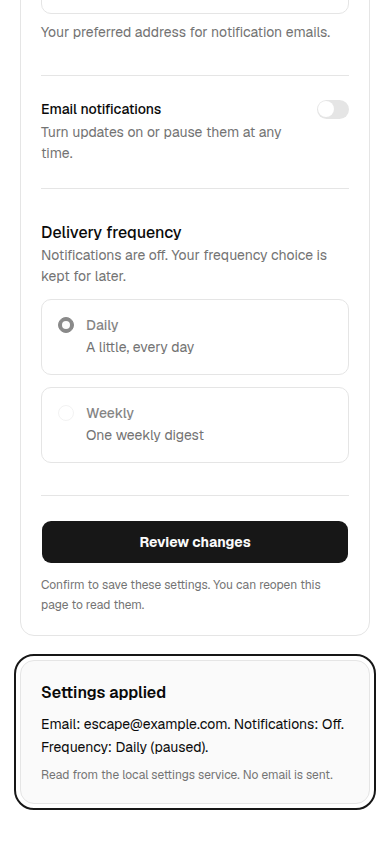 Your preferred address for notification emails.
Email notifications
Turn updates on or pause them at any
time.
Delivery frequency
Notifications are off. Your frequency choice is
kept for later.
Daily
A little, every day
Weekly
One weekly digest
Review changes
Confirm to save these settings. You can reopen this
page to read them.
Settings applied
Email: escape@example.com. Notifications: Off.
Frequency: Daily (paused).
Read from the local settings service. No email is sent.